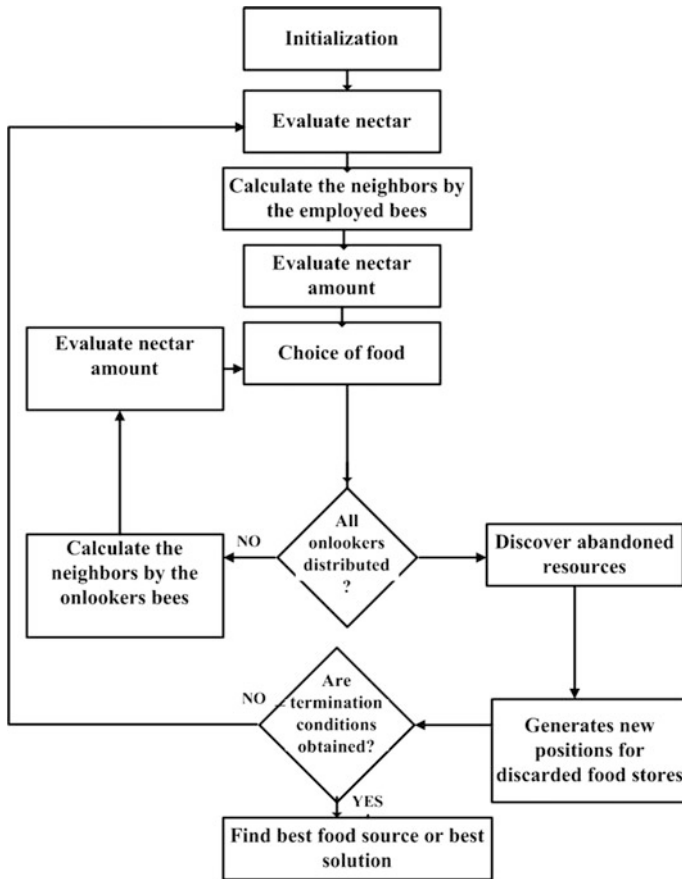 Initialization
Evaluate nectar
Calculate the neighbors by
the employed bees
Evaluate nectar
amount
Choice of food
Evaluate nectar
amount
All
onlookers
distributed
?
NO
Calculate the
neighbors by the
onlookers bees
Discover abandoned
resources
Generates new
positions for
discarded food stores
Are
termination
conditions
obtained?
NO
YES
Find best food source or best
solution